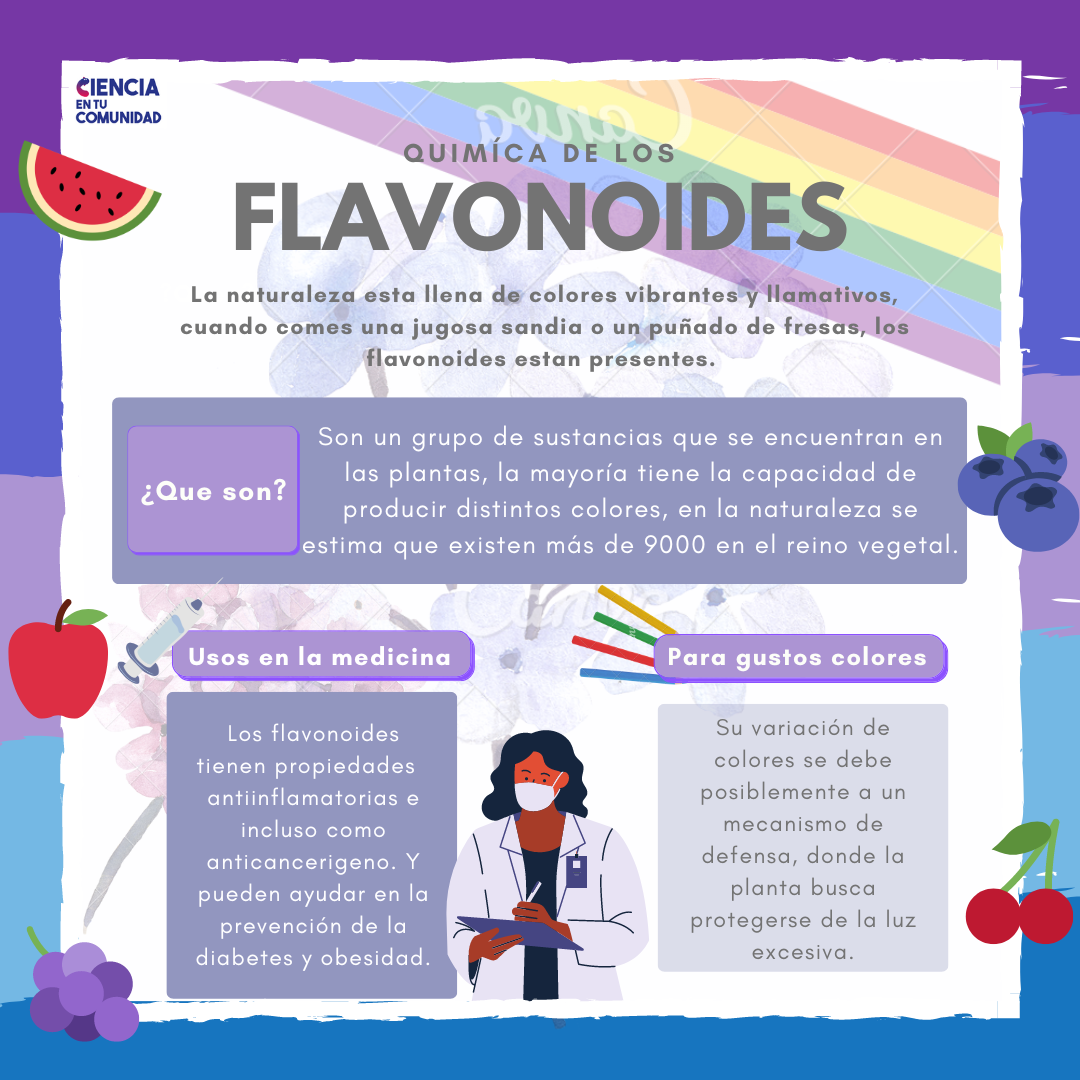 CIENCIA
EN TU
COMUNIDAD
Canva
QUIMÍCA DE LOS
FLAVONOIDES
La naturaleza esta llena de colores vibrantes y llamativos,
cuando comes una jugosa sandia o un puñado de fresas, los
flavonoides estan presentes.
¿Que son?
Son un grupo de sustancias que se encuentran en
las plantas, la mayoría tiene la capacidad de
producir distintos colores, en la naturaleza se
estima que existen más de 9000 en el reino vegetal.
Canva
Usos en la medicina
Los flavonoides
tienen propiedades
antiinflamatorias e
incluso como
anticancerigeno. Y
pueden ayudar en la
prevención de la
diabetes y obesidad.
Para gustos colores
Su variación de
colores se debe
posiblemente a un
mecanismo de
defensa, donde la
planta busca
protegerse de la luz
excesiva.